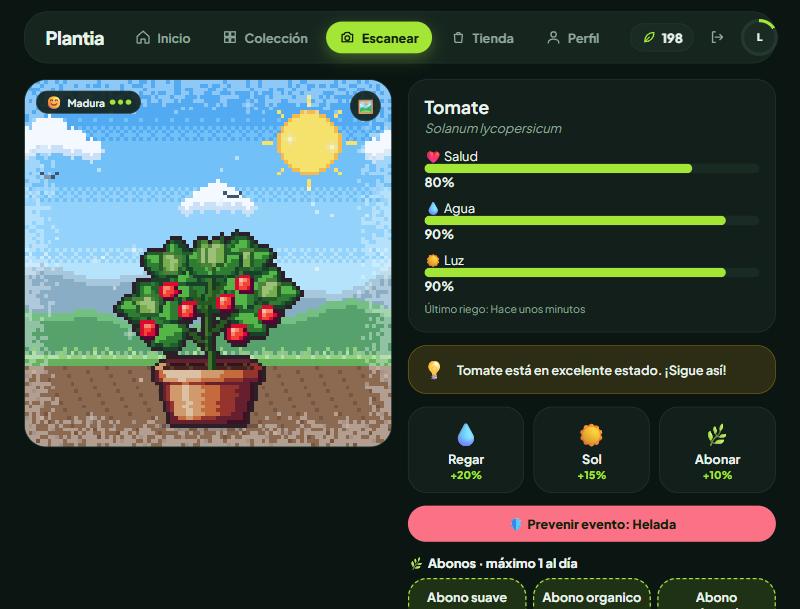 Plantia
Inicio
Colección
Escanear
Tienda
Perfil
198
L
Madura
Tomate
Solanum lycopersicum
Salud
80%
Agua
90%
Luz
90%
Último riego: Hace unos minutos
Tomate está en excelente estado. ¡Sigue así!
Regar
+20%
Sol
+15%
Abonar
+10%
Prevenir evento: Helada
Abonos · máximo 1 al día
Abono suave
Abono organico
Abono